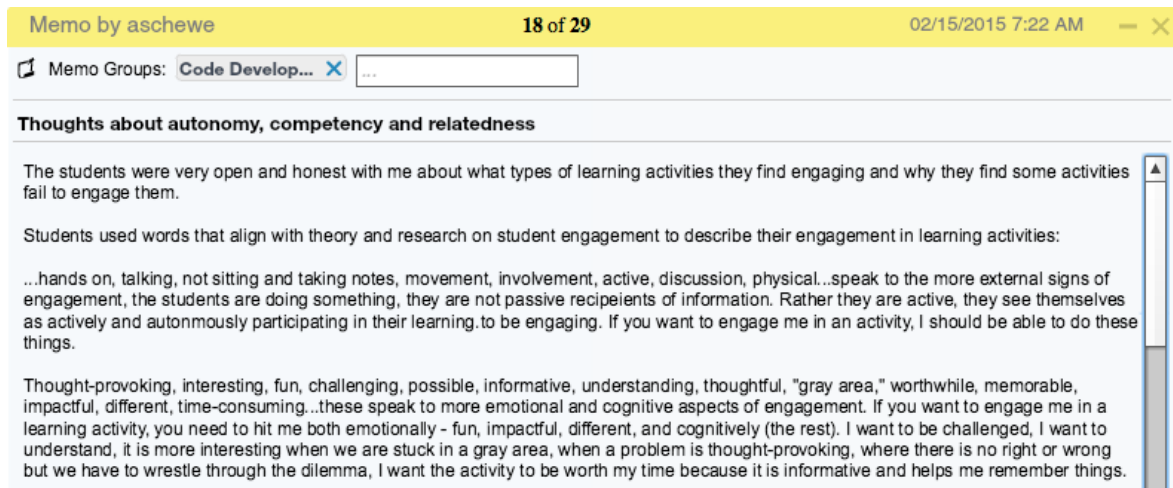 Memo by aschewe 18 of 29 02/15/2015 7:22 AM
Memo Groups: Code Develop... ...
Thoughts about autonomy, competency and relatedness
The students were very open and honest with me about what types of learning activities they find engaging and why they find some activities
fail to engage them.
Students used words that align with theory and research on student engagement to describe their engagement in learning activities:
...hands on, talking, not sitting and taking notes, movement, involvement, active, discussion, physical...speak to the more external signs of
engagement, the students are doing something, they are not passive recipeients of information. Rather they are active, they see themselves
as actively and autonmously participating in their learning.to be engaging. If you want to engage me in an activity, I should be able to do these
things.
Thought-provoking, interesting, fun, challenging, possible, informative, understanding, thoughtful, "gray area," worthwhile, memorable,
impactful, different, time-consuming...these speak to more emotional and cognitive aspects of engagement. If you want to engage me in a
learning activity, you need to hit me both emotionally - fun, impactful, different, and cognitively (the rest). I want to be challenged, I want to
understand, it is more interesting when we are stuck in a gray area, when a problem is thought-provoking, where there is no right or wrong
but we have to wrestle through the dilemma, I want the activity to be worth my time because it is informative and helps me remember things.